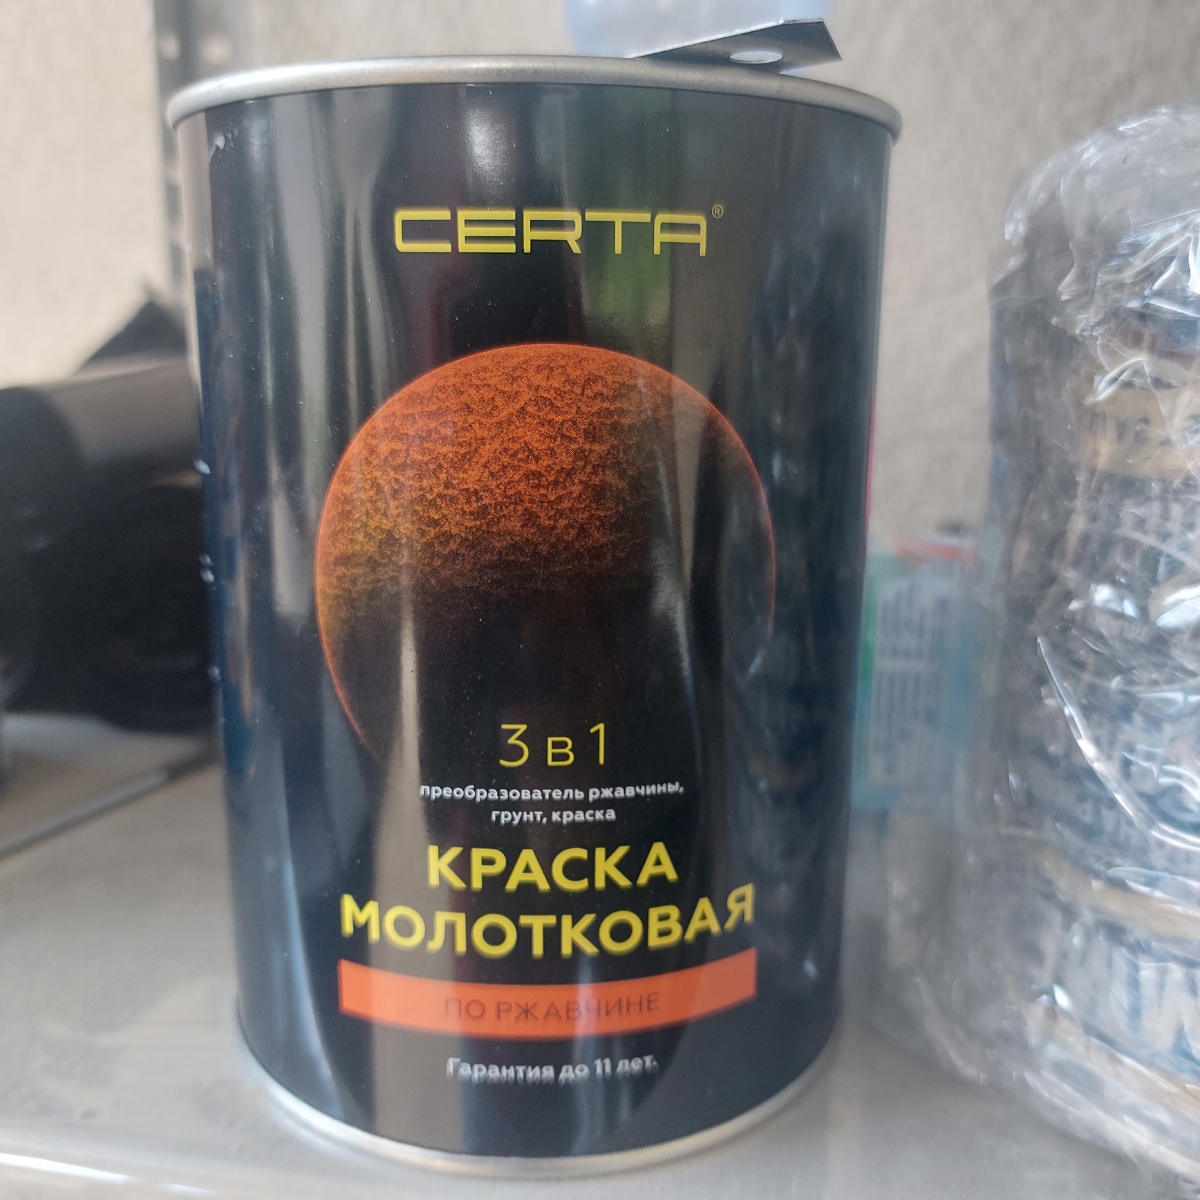 CERTA®
3 в 1
преобразователь ржавчины,
грунт, краска
КРАСКА
МОЛОТКОВАЯ
ПО РЖАВЧИНЕ
Гарантия до 11 лет.